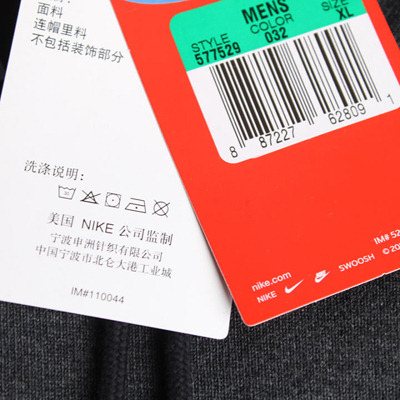 面料
连帽里料
不包括装饰部分
洗涤说明:
美国 NIKE 公司监制
宁波申洲针织有限公司
中国宁波市北仑大港工业城
IM#110044
MENS
SIZE XL
STYLE
577529
COLOR
032
8 87227 62809 1
IM# 52
nike.com
NIKE
SWOOSH © 20